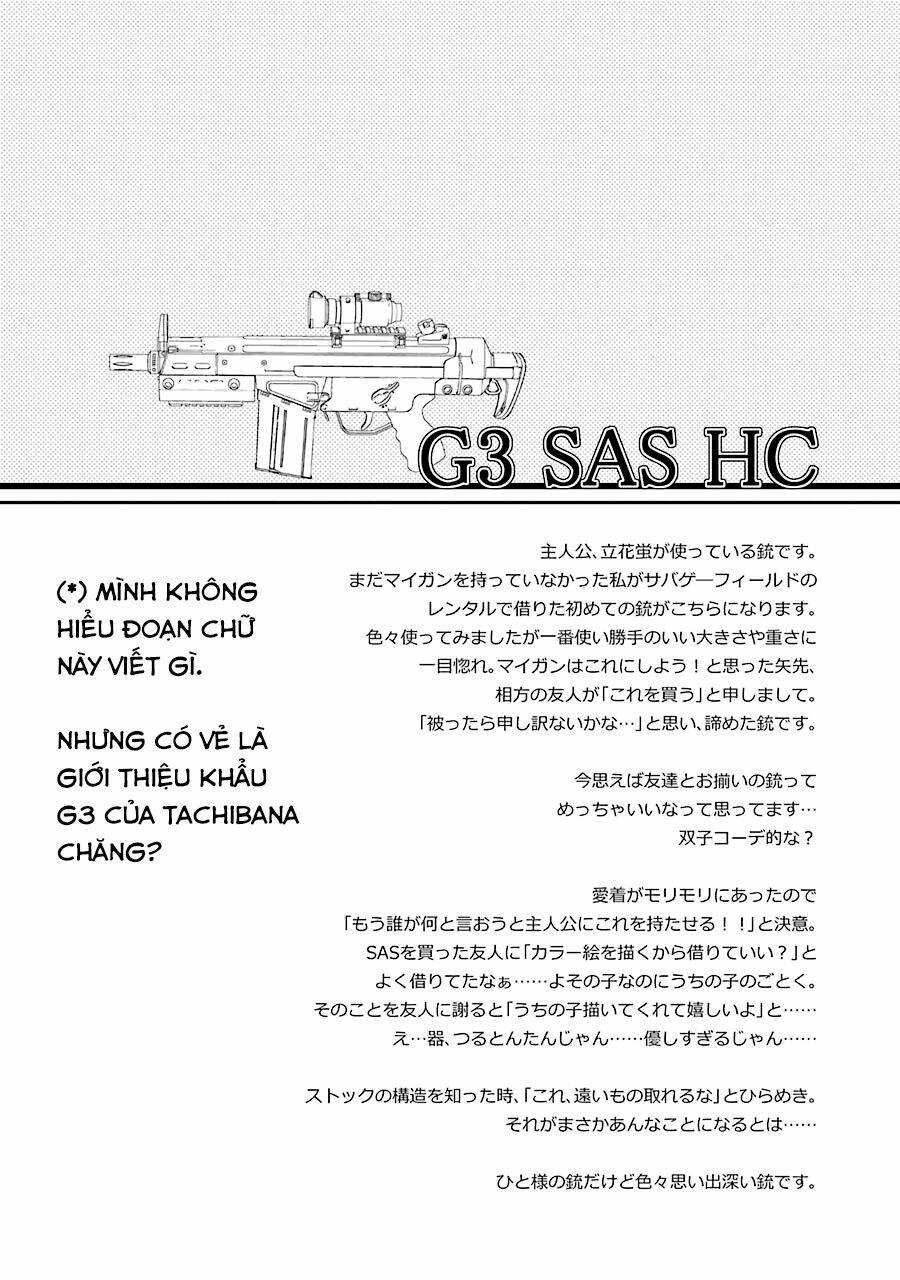 G3 SAS HC
主人公、立花蛍が使っている銃です。
まだマイガンを持っていなかった私がサバゲ―フィールドの
レンタルで借りた初めての銃がこちらになります。
色々使ってみましたが一番使い勝手のいい大きさや重さに
一目惚れ。マイガンはこれにしよう！と思った矢先、
相方の友人が「これを買う」と申しまして。
「被ったら申し訳ないかな…」と思い、諦めた銃です。
今思えば友達とお揃いの銃って
めっちゃいいなって思ってます…
双子コーデ的な？
愛着がモリモリにあったので
「もう誰が何と言おうと主人公にこれを持たせる！！」と決意。
SASを買った友人に「カラー絵を描くから借りていい？」と
よく借りてたなぁ……よその子なのにうちの子のごとく。
そのことを友人に謝ると「うちの子描いてくれて嬉しいよ」と……
え…器、つるとんたんじゃん……優しすぎるじゃん……
ストックの構造を知った時、「これ、遠いもの取れるな」とひらめき。
それがまさかあんなことになるとは……
ひと様の銃だけど色々思い出深い銃です。
(*) MÌNH KHÔNG
HIỂU ĐOẠN CHỮ
NÀY VIẾT GÌ.
NHƯNG CÓ VẺ LÀ
GIỚI THIỆU KHẨU
G3 CỦA TACHIBANA
CHĂNG?